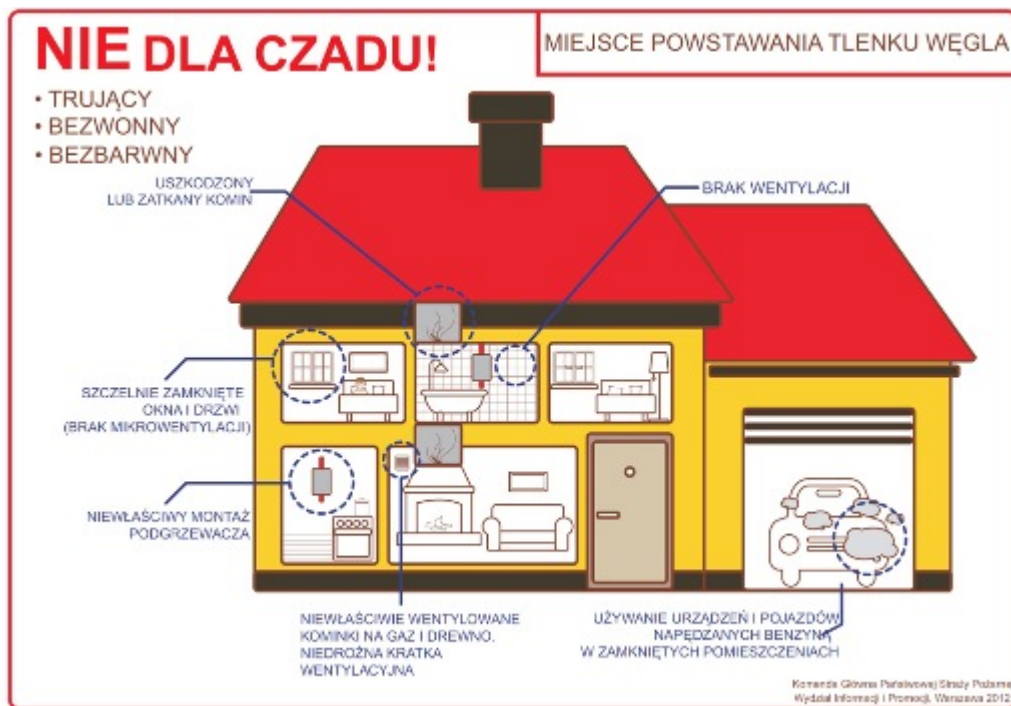 NIE DLA CZADU!
MIEJSCE POWSTAWANIA TLENKU WĘGLA
• TRUJĄCY
• BEZWONNY
• BEZBARWNY
USZKODZONY
LUB ZATKANY KOMIN
BRAK WENTYLACJI
SZCZELNIE ZAMKNIĘTE
OKNA I DRZWI
(BRAK MIKROWENTYLACJI)
NIEWŁAŚCIWY MONTAŻ
PODGRZEWACZA
NIEWŁAŚCIWIE WENTYLOWANE
KOMINKI NA GAZ I DREWNO.
NIEDROŻNA KRATKA
WENTYLACYJNA
UŻYWANIE URZĄDZEŃ I POJAZDÓW
NAPĘDZANYCH BENZYNĄ
W ZAMKNIĘTYCH POMIESZCZENIACH
Komenda Główna Państwowej Straży Pożarne
Wydział Informacji i Promocji, Warszawa 2012